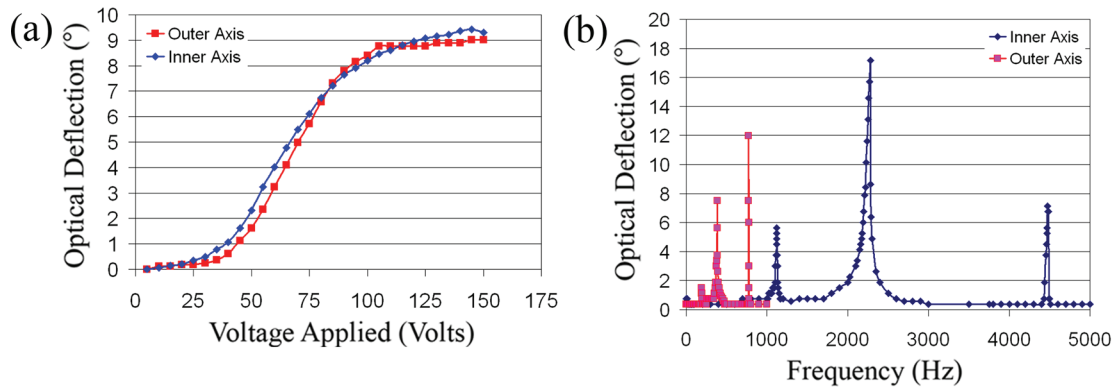 (a)
Optical Deflection (°)
10
9
8
7
6
5
4
3
2
1
0
Outer Axis
Inner Axis
0 25 50 75 100 125 150 175
Voltage Applied (Volts)
(b)
Optical Deflection (°)
20
18
16
14
12
10
8
6
4
2
0
Inner Axis
Outer Axis
0 1000 2000 3000 4000 5000
Frequency (Hz)